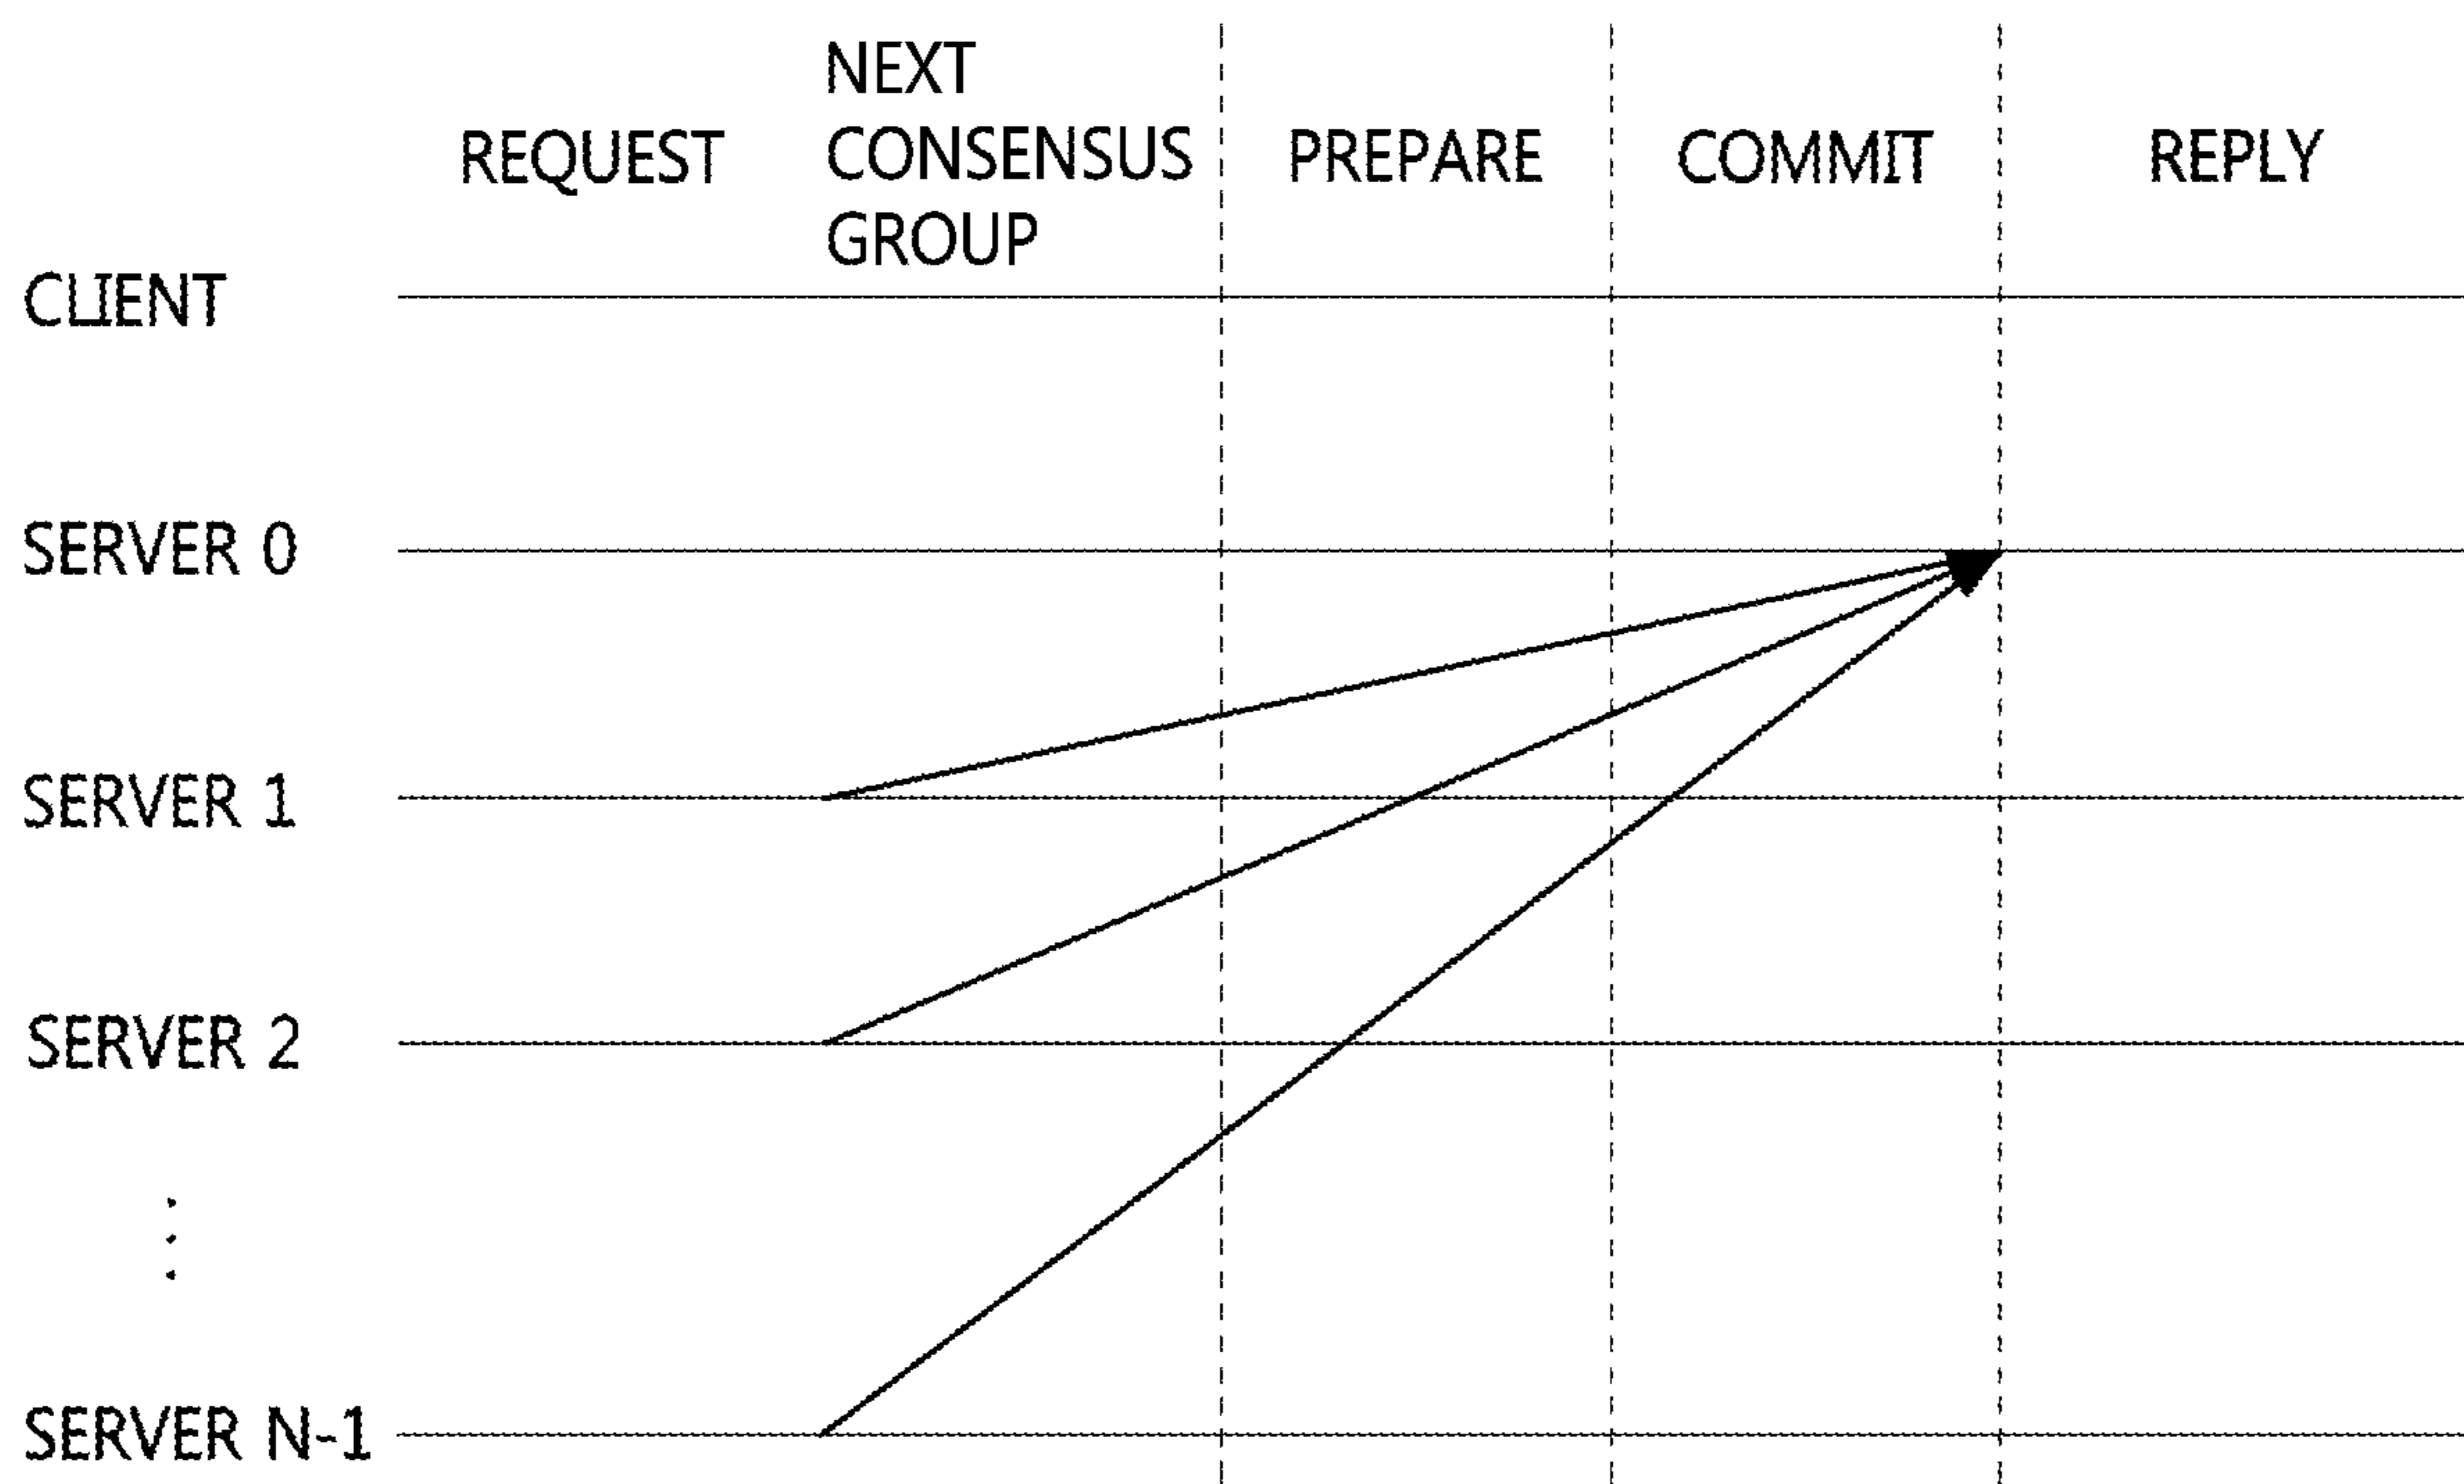 NEXT
REQUEST CONSENSUS PREPARE COMMIT REPLY
GROUP
CLIENT
SERVER 0
SERVER 1
SERVER 2
SERVER N-1